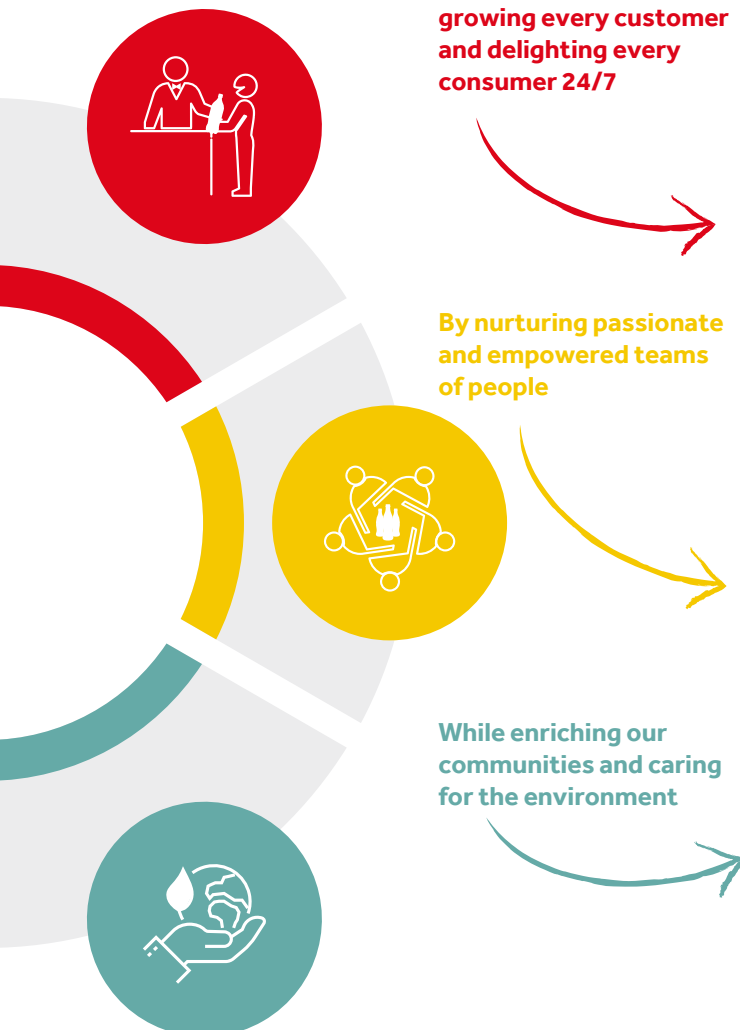 growing every customer
and delighting every
consumer 24/7
By nurturing passionate
and empowered teams
of people
While enriching our
communities and caring
for the environment